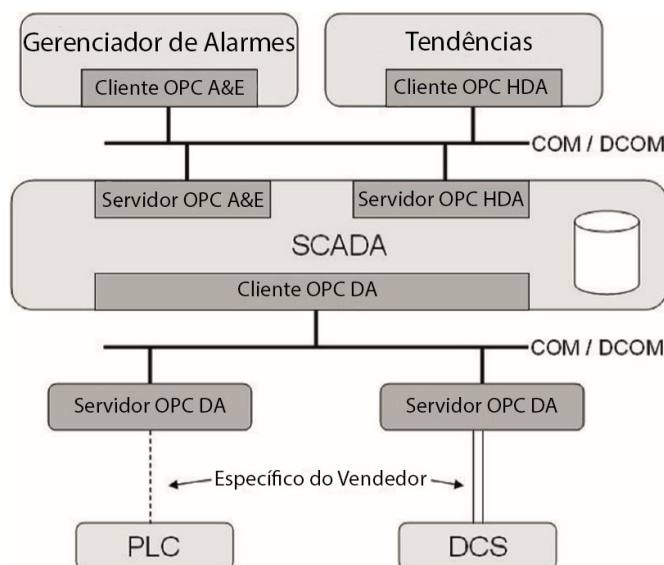 Gerenciador de Alarmes
Cliente OPC A&E
Tendências
Cliente OPC HDA
COM / DCOM
Servidor OPC A&E
Servidor OPC HDA
SCADA
Cliente OPC DA
COM / DCOM
Servidor OPC DA
Servidor OPC DA
Específico do Vendedor
PLC
DCS